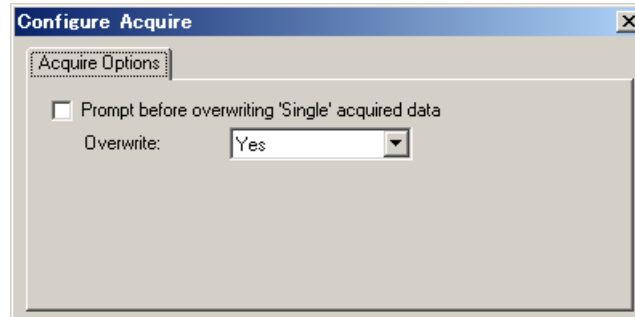 Configure Acquire
Acquire Options
Prompt before overwriting 'Single' acquired data
Overwrite: Yes